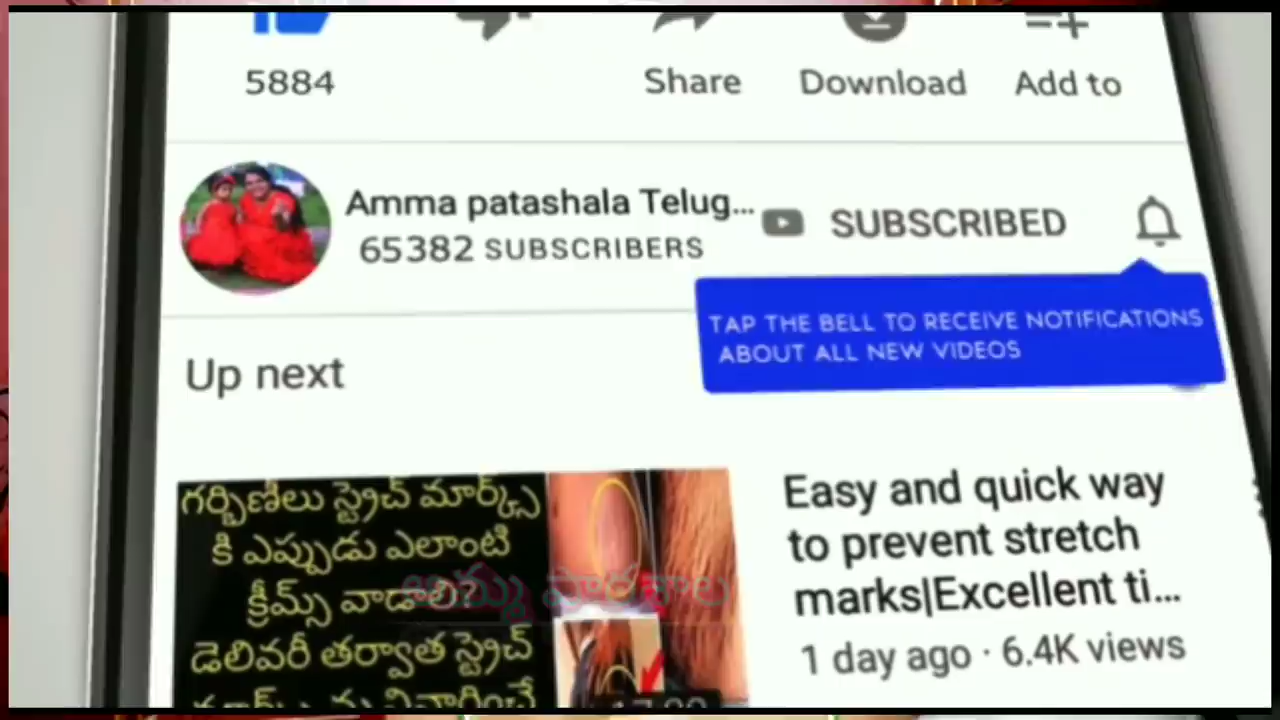 5884
Share
Download
Add to
Amma patashala Telug...
65382 SUBSCRIBERS
SUBSCRIBED
TAP THE BELL TO RECEIVE NOTIFICATIONS
ABOUT ALL NEW VIDEOS
Up next
గర్భిణీలు స్ట్రెచ్ మార్క్స్
కి ఎప్పుడు ఎలాంటి
క్రీమ్స్ వాడాలి?
డెలివరీ తర్వాత స్ట్రెచ్
అమ్మ పాఠశాల
Easy and quick way
to prevent stretch
marks|Excellent ti...
1 day ago · 6.4K views